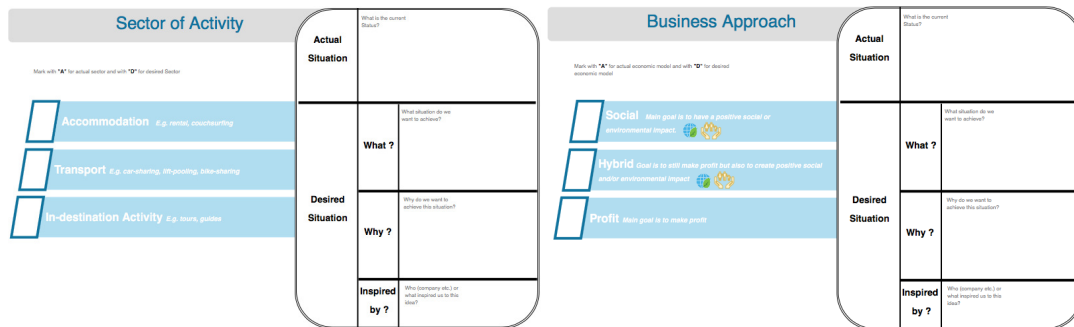 Sector of Activity
Mark with "A" for actual sector and with "D" for desired Sector
Accommodation E.g. rental, couchsurfing
Transport E.g. car-sharing, lift-pooling, bike-sharing
In-destination Activity E.g. tours, guides
Actual
Situation
What is the current
Status?
Desired
Situation
What ?
What situation do we
want to achieve?
Why ?
Why do we want to
achieve this situation?
Inspired
by ?
Who (company etc.) or
what inspired us to this
idea?
Business Approach
Mark with "A" for actual economic model and with "D" for desired
economic model
Social Main goal is to have a positive social or
environmental impact.
Hybrid Goal is to still make profit but also to create positive social
and/or environmental impact
Profit Main goal is to make profit
Actual
Situation
What is the current
Status?
Desired
Situation
What ?
What situation do we
want to achieve?
Why ?
Why do we want to
achieve this situation?
Inspired
by ?
Who (company etc.) or
what inspired us to this
idea?